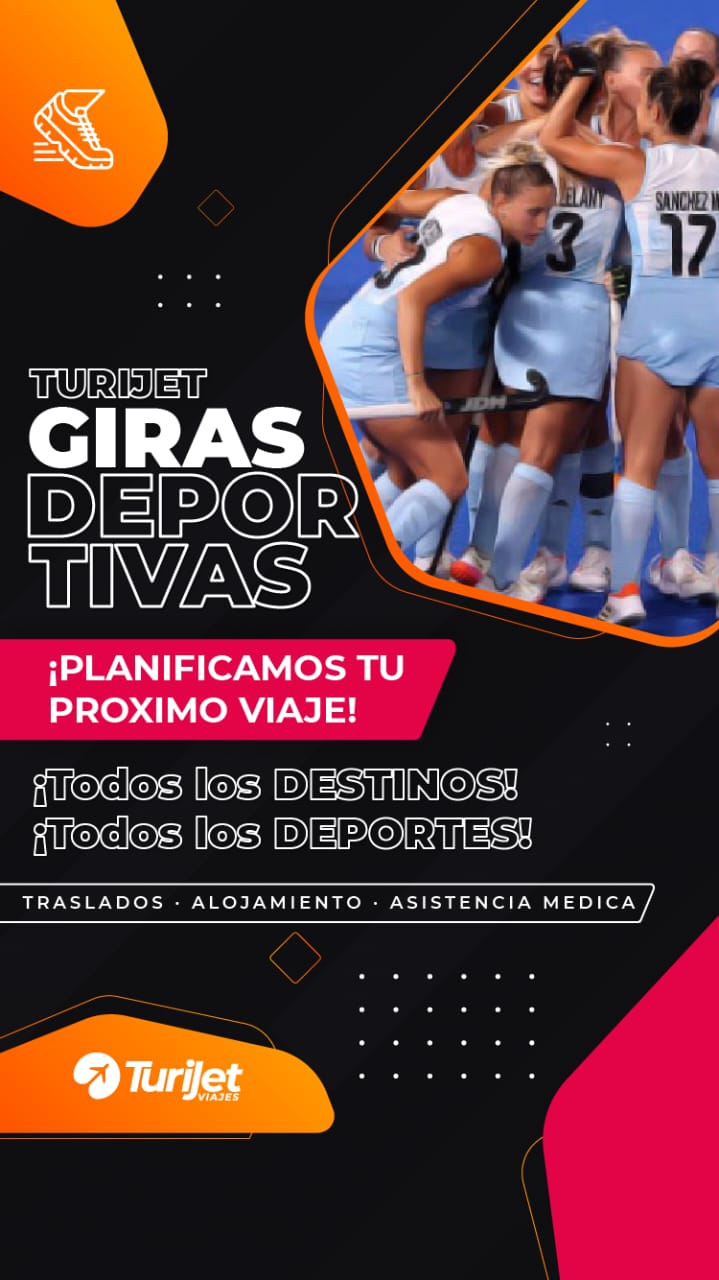 3
SANCHEZ M
17
JDH
TURIJET
GIRAS
DEPOR
TIVAS
¡PLANIFICAMOS TU
PROXIMO VIAJE!
¡Todos los DESTINOS!
¡Todos los DEPORTES!
TRASLADOS · ALOJAMIENTO · ASISTENCIA MEDICA
TuriJet
VIAJES